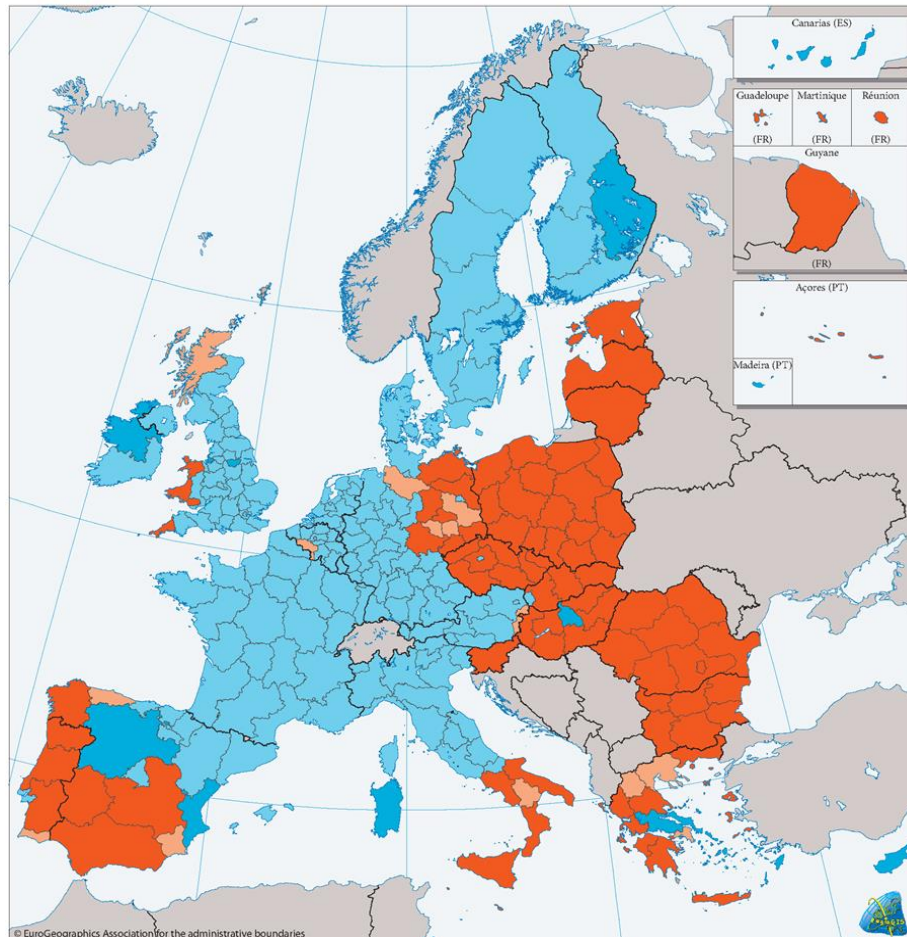 Canarias (ES)
Guadeloupe Martinique Réunion
(FR) (FR) (FR)
Guyane
(FR)
Açores (PT)
Madeira (PT)
© EuroGeographics Association for the administrative boundaries